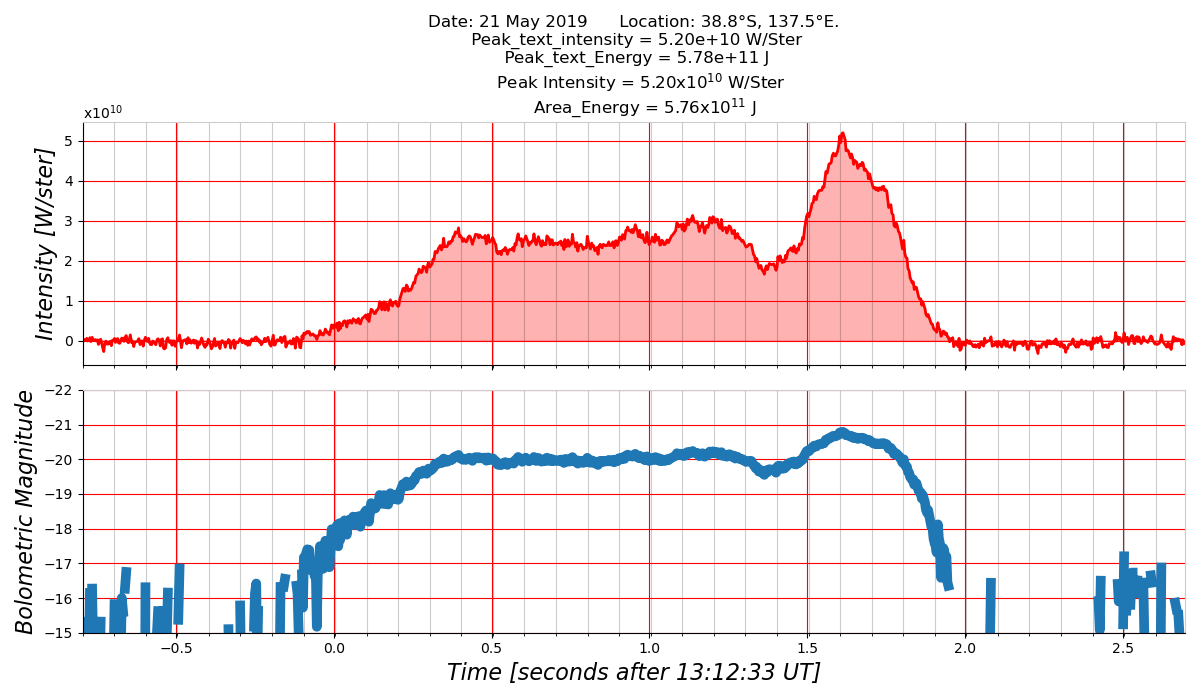 Date: 21 May 2019      Location: 38.8°S, 137.5°E.
Peak_text_intensity = 5.20e+10 W/Ster
Peak_text_Energy = 5.78e+11 J
Peak Intensity = 5.20x10¹⁰ W/Ster
Area_Energy = 5.76x10¹¹ J
x10¹⁰
5
4
3
2
1
0
Intensity [W/ster]
−22
−21
−20
−19
−18
−17
−16
−15
Bolometric Magnitude
−0.5 0.0 0.5 1.0 1.5 2.0 2.5
Time [seconds after 13:12:33 UT]